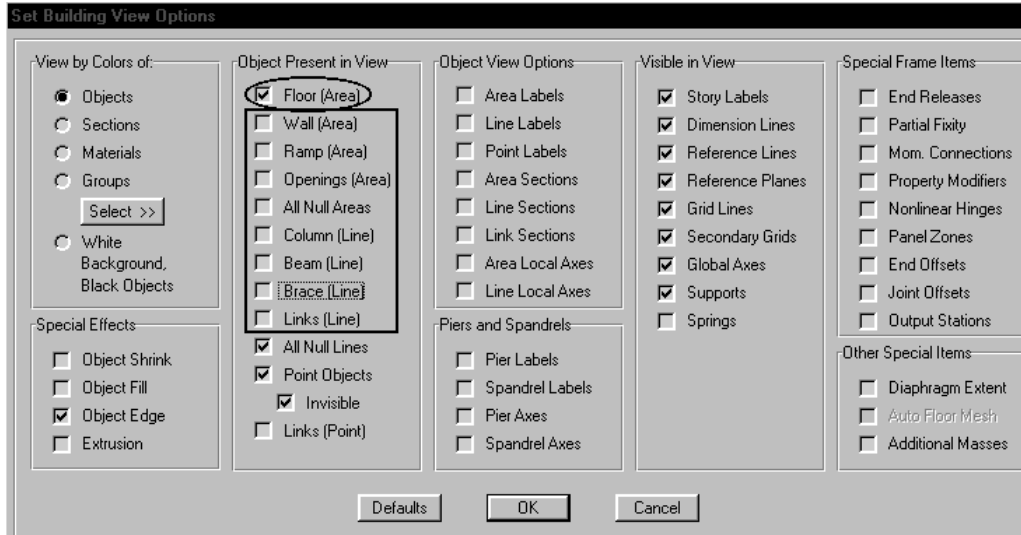 Set Building View Options
View by Colors of:
Objects
Sections
Materials
Groups
Select >>
White
Background,
Black Objects
Special Effects
Object Shrink
Object Fill
Object Edge
Extrusion
Object Present in View
Floor (Area)
Wall (Area)
Ramp (Area)
Openings (Area)
All Null Areas
Column (Line)
Beam (Line)
Brace (Line)
Links (Line)
All Null Lines
Point Objects
Invisible
Links (Point)
Object View Options
Area Labels
Line Labels
Point Labels
Area Sections
Line Sections
Link Sections
Area Local Axes
Line Local Axes
Piers and Spandrels
Pier Labels
Spandrel Labels
Pier Axes
Spandrel Axes
Visible in View
Story Labels
Dimension Lines
Reference Lines
Reference Planes
Grid Lines
Secondary Grids
Global Axes
Supports
Springs
Special Frame Items
End Releases
Partial Fixity
Mom. Connections
Property Modifiers
Nonlinear Hinges
Panel Zones
End Offsets
Joint Offsets
Output Stations
Other Special Items
Diaphragm Extent
Auto Floor Mesh
Additional Masses
Defaults
OK
Cancel